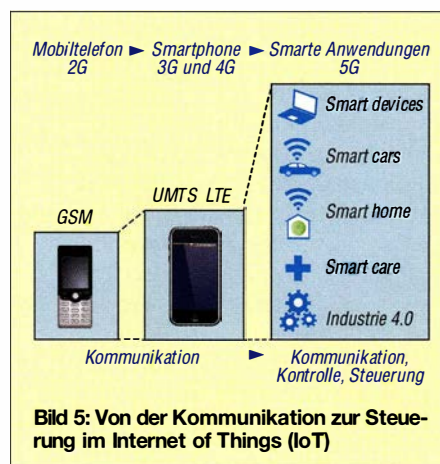 Mobiltelefon ► Smartphone ► Smarte Anwendungen
2G 3G und 4G 5G
Smart devices
Smart cars
UMTS LTE
GSM
Smart home
Smart care
Industrie 4.0
Kommunikation ► Kommunikation,
Kontrolle, Steuerung
Bild 5: Von der Kommunikation zur Steue-
rung im Internet of Things (IoT)